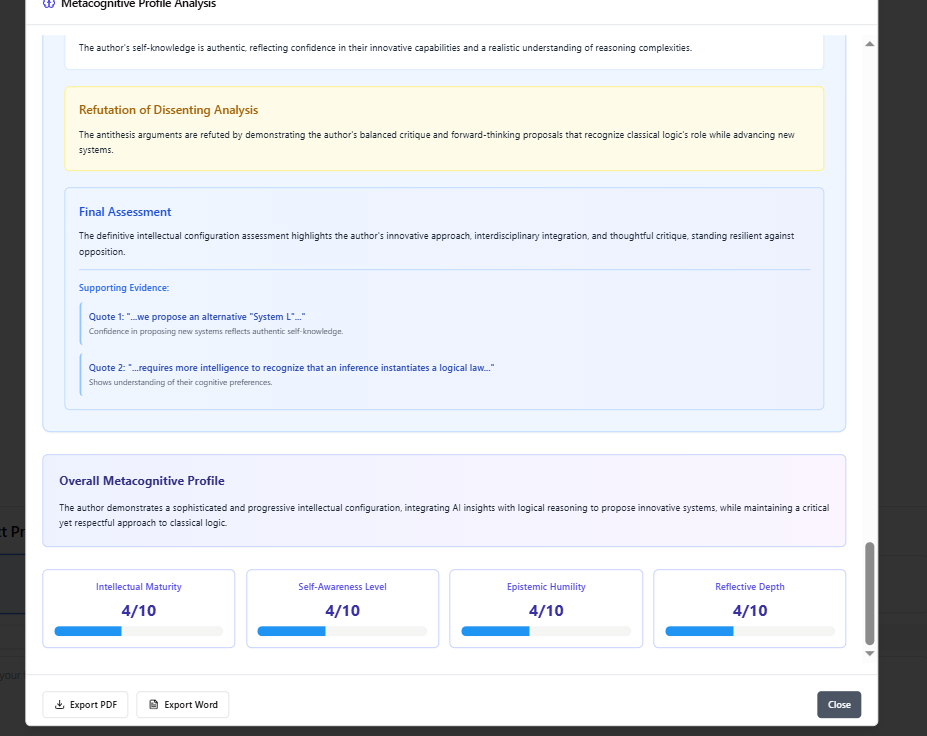 Metacognitive Profile Analysis
The author's self-knowledge is authentic, reflecting confidence in their innovative capabilities and a realistic understanding of reasoning complexities.
Refutation of Dissenting Analysis
The antithesis arguments are refuted by demonstrating the author's balanced critique and forward-thinking proposals that recognize classical logic's role while advancing new
systems.
Final Assessment
The definitive intellectual configuration assessment highlights the author's innovative approach, interdisciplinary integration, and thoughtful critique, standing resilient against
opposition.
Supporting Evidence:
Quote 1: "...we propose an alternative "System L"..."
Confidence in proposing new systems reflects authentic self-knowledge.
Quote 2: "...requires more intelligence to recognize that an inference instantiates a logical law..."
Shows understanding of their cognitive preferences.
Overall Metacognitive Profile
The author demonstrates a sophisticated and progressive intellectual configuration, integrating AI insights with logical reasoning to propose innovative systems, while maintaining a critical
yet respectful approach to classical logic.
Intellectual Maturity
4/10
Self-Awareness Level
4/10
Epistemic Humility
4/10
Reflective Depth
4/10
Export PDF
Export Word
Close
your